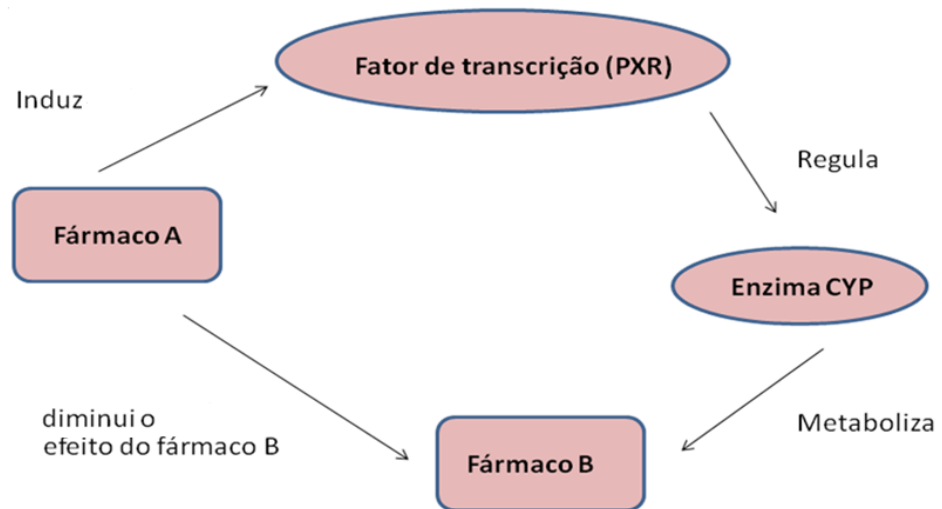 Fator de transcrição (PXR)
Induz
Regula
Fármaco A
Enzima CYP
diminui o
efeito do fármaco B
Metaboliza
Fármaco B